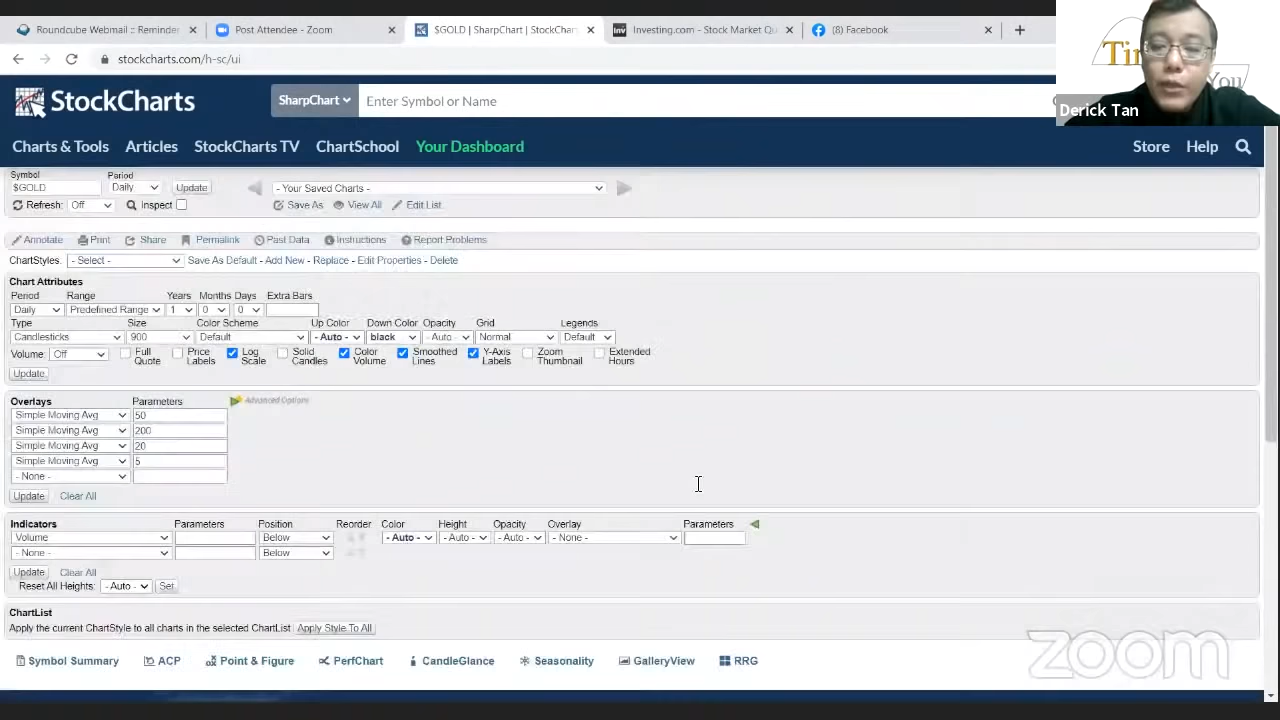 Roundcube Webmail :: Reminder
Post Attendee - Zoom
$GOLD | SharpChart | StockChar
Investing.com - Stock Market Qu
(8) Facebook
stockcharts.com/h-sc/ui
You
Derick Tan
StockCharts
SharpChart
Enter Symbol or Name
Charts & Tools Articles StockCharts TV ChartSchool Your Dashboard Store Help
Symbol Period
$GOLD Daily Update - Your Saved Charts -
Refresh: Off Inspect Save As View All Edit List
Annotate Print Share Permalink Past Data Instructions Report Problems
ChartStyles: - Select - Save As Default - Add New - Replace - Edit Properties - Delete
Chart Attributes
Period Range Years Months Days Extra Bars
Daily Predefined Range 1 0 0
Type Size Color Scheme Up Color Down Color Opacity Grid Legends
Candlesticks 900 Default - Auto - black - Auto - Normal Default
Volume: Off Full Quote Price Labels Log Scale Solid Candles Color Volume Smoothed Lines Y-Axis Labels Zoom Thumbnail Extended Hours
Update
Overlays Parameters Advanced Options
Simple Moving Avg 50
Simple Moving Avg 200
Simple Moving Avg 20
Simple Moving Avg 5
- None -
Update Clear All
Indicators Parameters Position Reorder Color Height Opacity Overlay Parameters
Volume Below - Auto - - Auto - - Auto - - None -
- None - Below
Update Clear All
Reset All Heights: - Auto - Set
ChartList
Apply the current ChartStyle to all charts in the selected ChartList Apply Style To All
Symbol Summary ACP Point & Figure PerfChart CandleGlance Seasonality GalleryView RRG
zoom